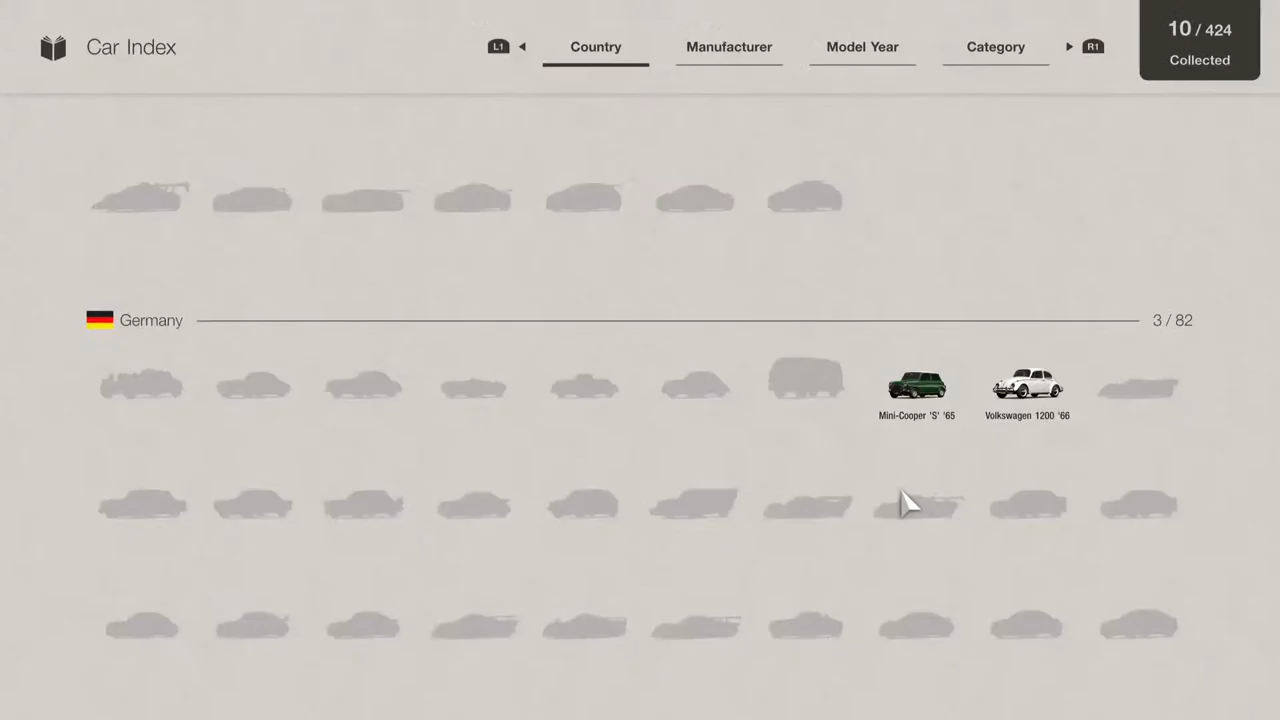 Car Index
L1
Country
Manufacturer
Model Year
Category
R1
10 / 424
Collected
Germany
3 / 82
Mini-Cooper 'S' '65
Volkswagen 1200 '66